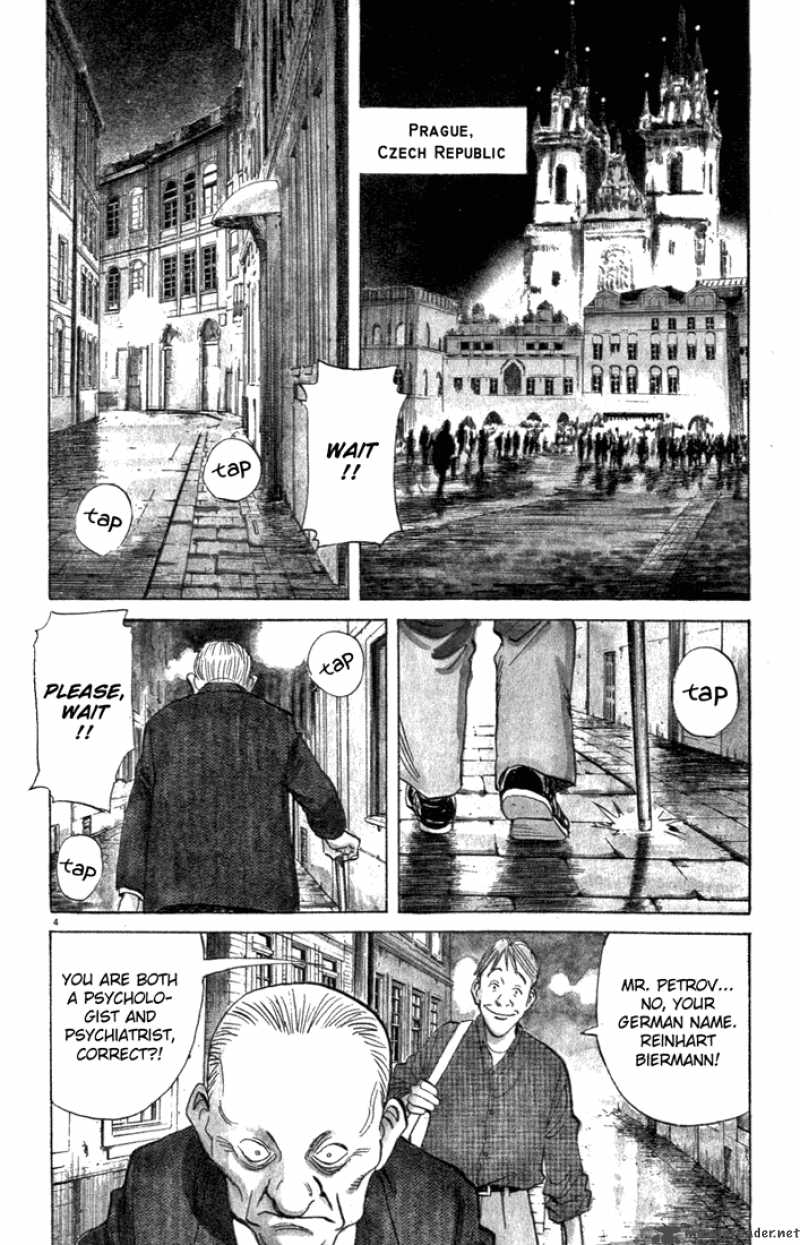 PRAGUE,
CZECH REPUBLIC
WAIT
!!
tap
tap
tap
tap
PLEASE,
WAIT
!!
tap
4
MR. PETROV...
NO, YOUR
GERMAN NAME.
REINHART
BIERMANN!
YOU ARE BOTH
A PSYCHOLO-
GIST AND
PSYCHIATRIST,
CORRECT?!